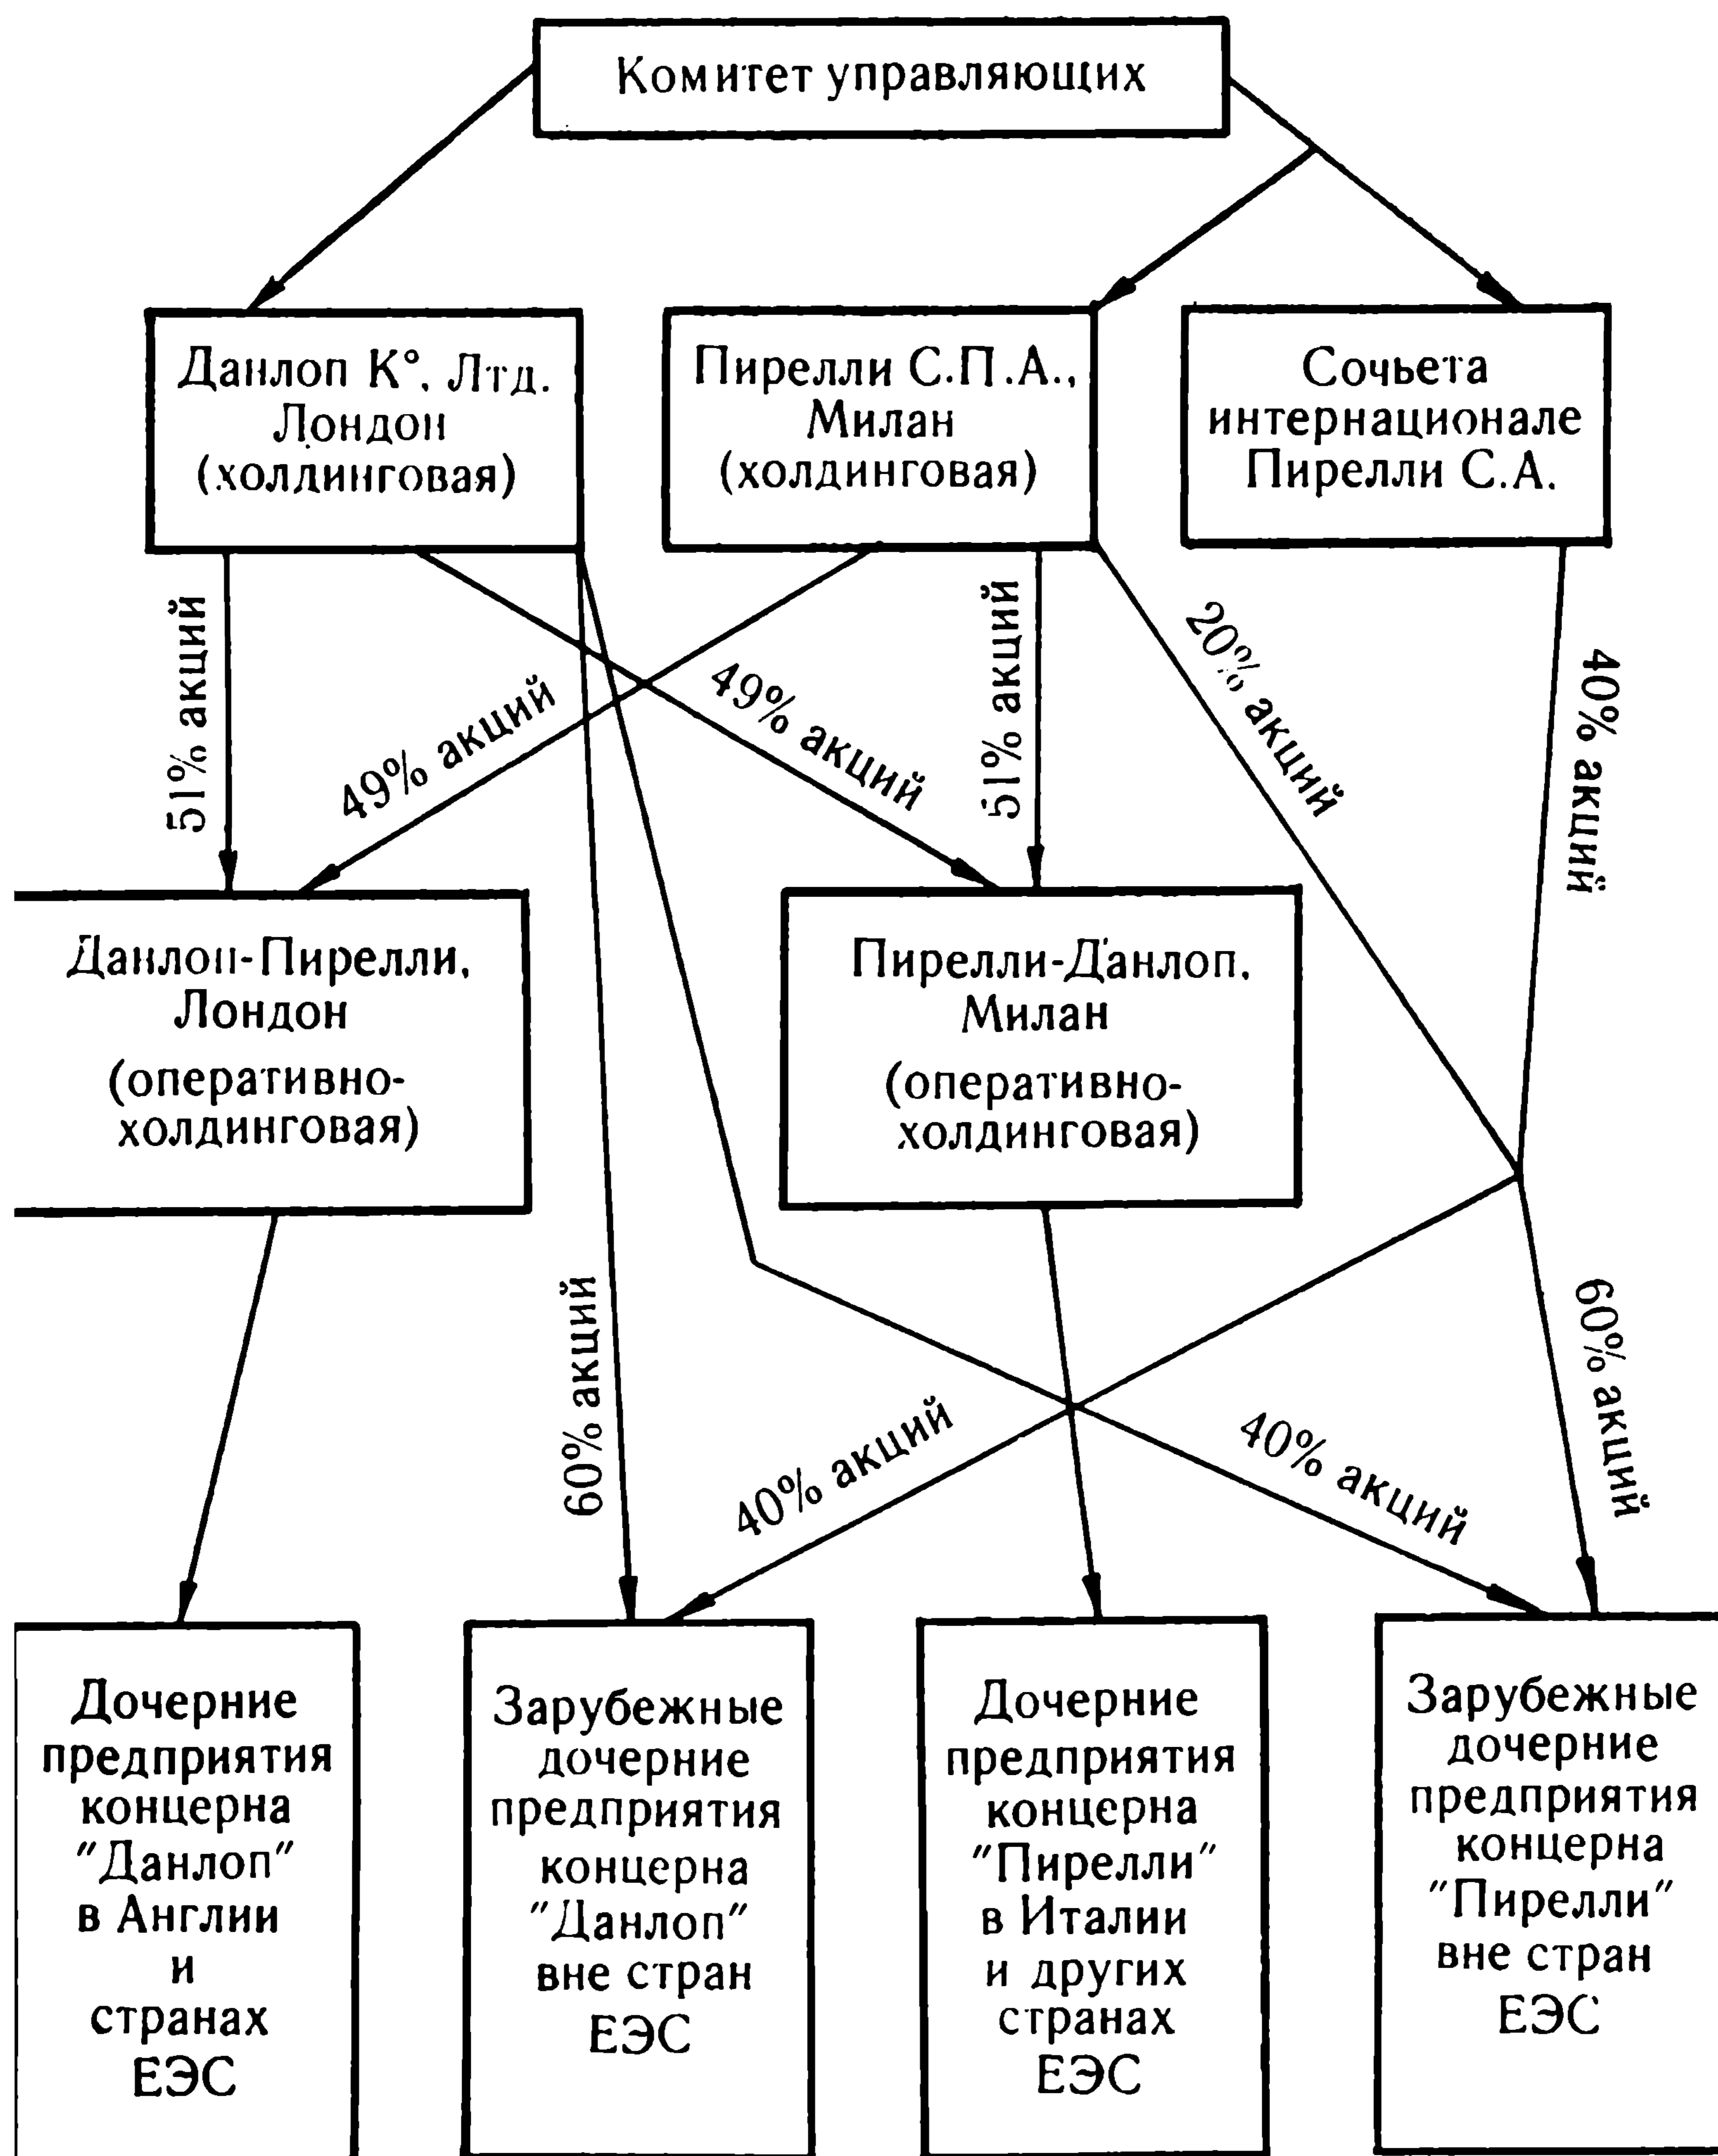 Комитет управляющих
Данлоп К°, Лтд.
Лондон
(холдинговая)
Пирелли С.П.А.,
Милан
(холдинговая)
Сочьета
интернационале
Пирелли С.А.
51% акций
49% акций
49% акций
51% акций
20% акций
40% акций
Данлоп-Пирелли,
Лондон
(оперативно-
холдинговая)
Пирелли-Данлоп,
Милан
(оперативно-
холдинговая)
60% акций
40% акций
40% акций
60% акций
Дочерние
предприятия
концерна
"Данлоп"
в Англии
и
странах
ЕЭС
Зарубежные
дочерние
предприятия
концерна
"Данлоп"
вне стран
ЕЭС
Дочерние
предприятия
концерна
"Пирелли"
в Италии
и других
странах
ЕЭС
Зарубежные
дочерние
предприятия
концерна
"Пирелли"
вне стран
ЕЭС